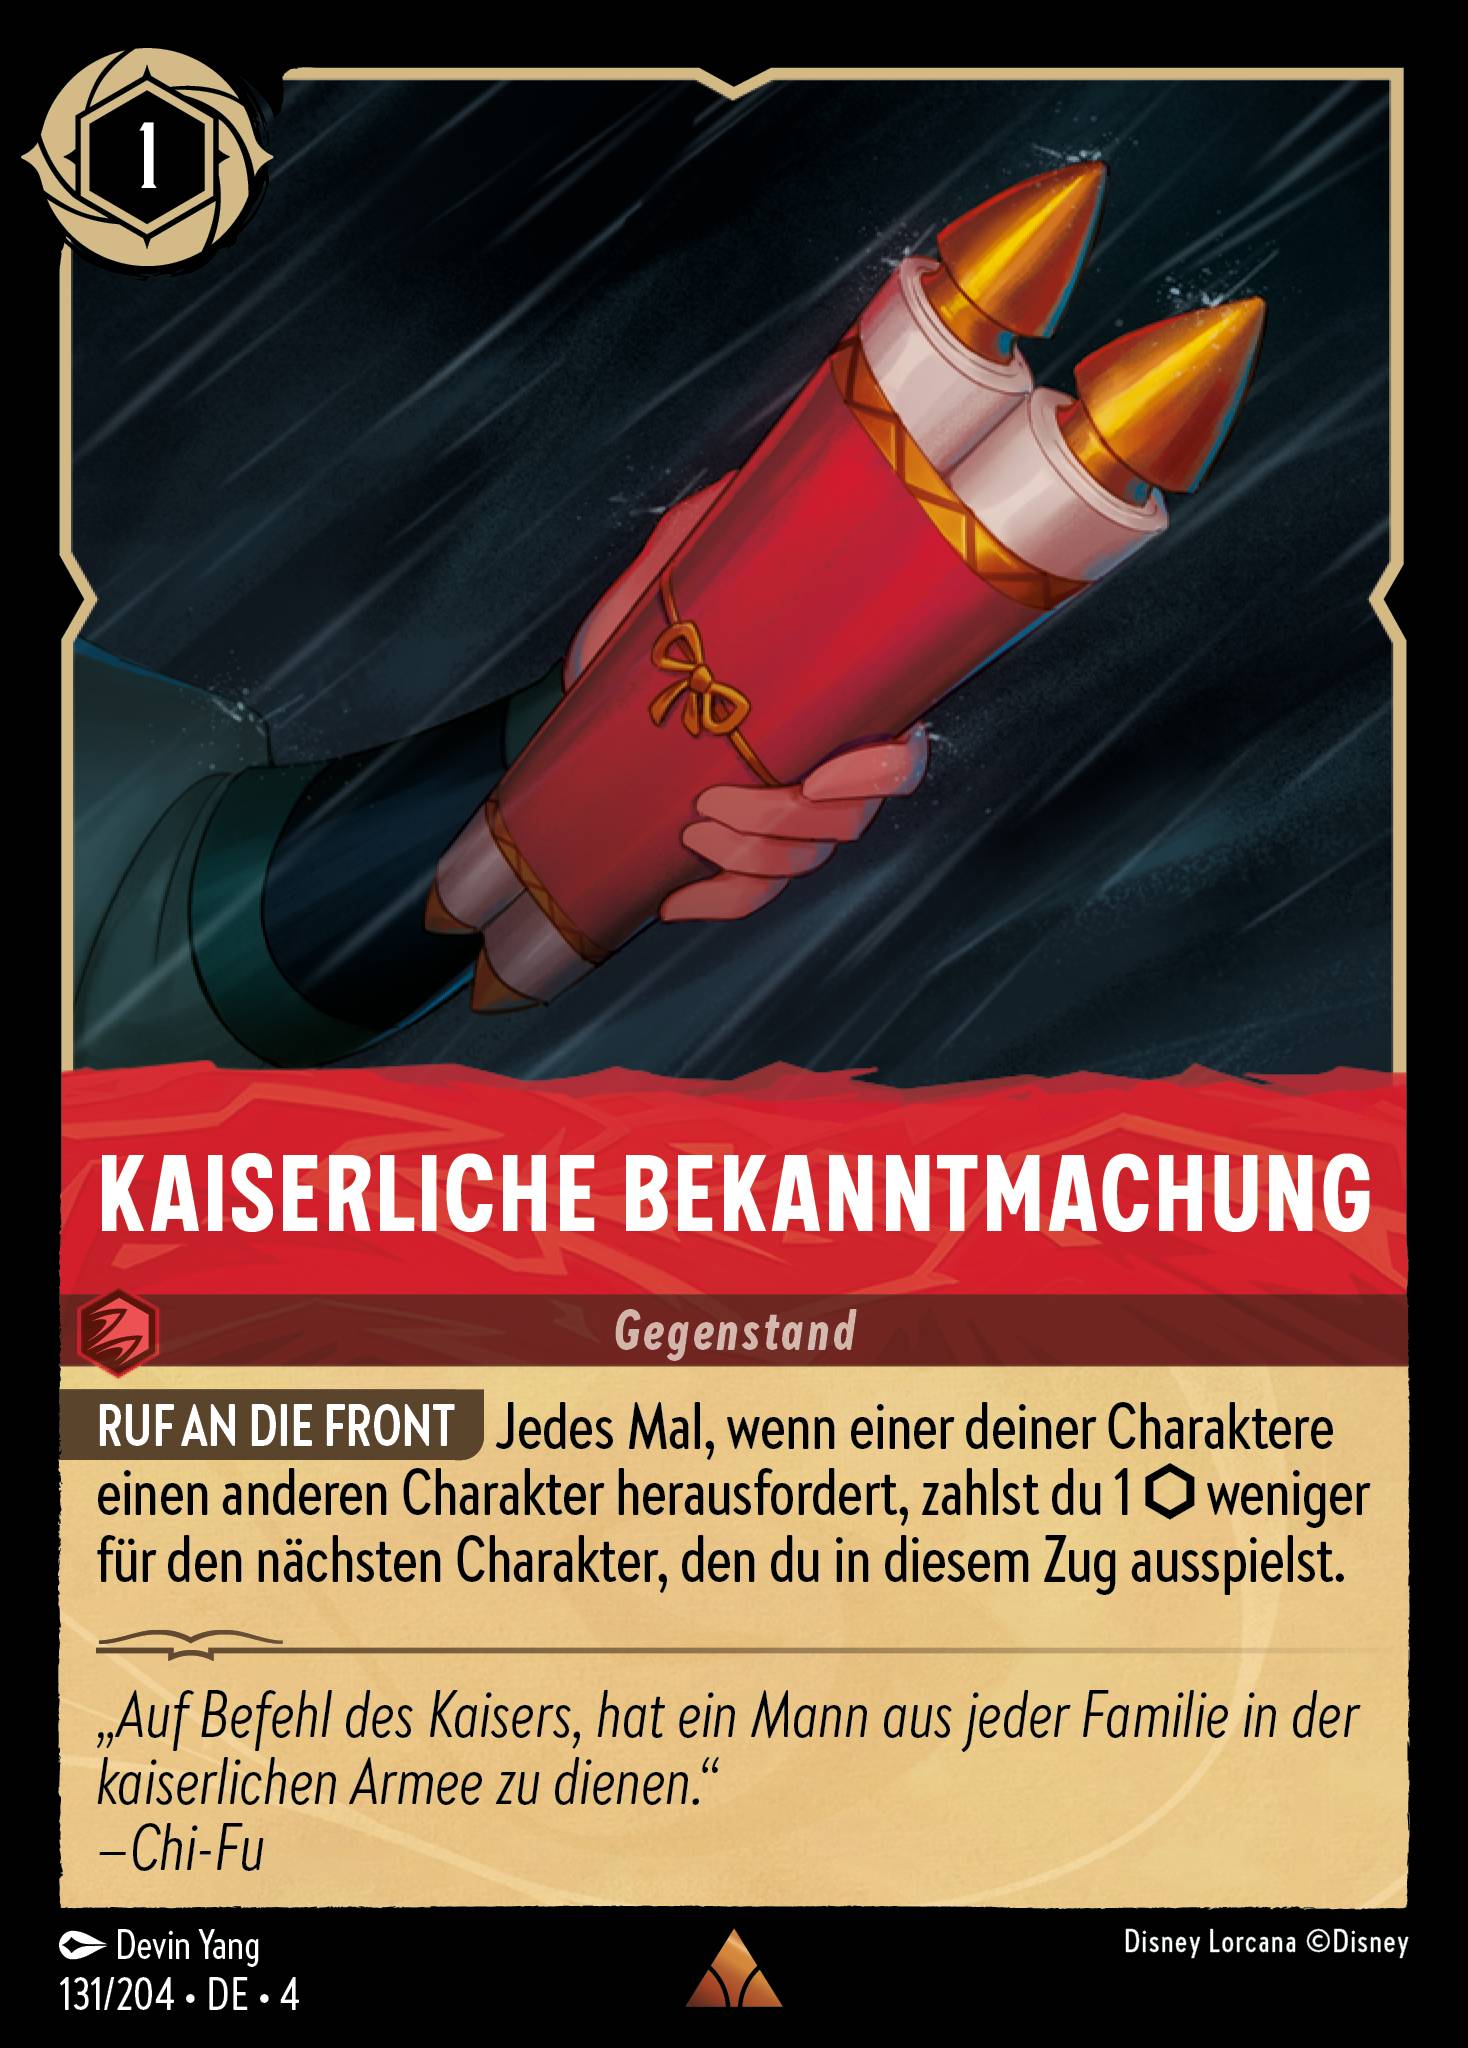 1
KAISERLICHE BEKANNTMACHUNG
Gegenstand
RUF AN DIE FRONT Jedes Mal, wenn einer deiner Charaktere
einen anderen Charakter herausfordert, zahlst du 1 ⬡ weniger
für den nächsten Charakter, den du in diesem Zug ausspielst.
„Auf Befehl des Kaisers, hat ein Mann aus jeder Familie in der
kaiserlichen Armee zu dienen.“
–Chi-Fu
Devin Yang
Disney Lorcana ©Disney
131/204 • DE • 4